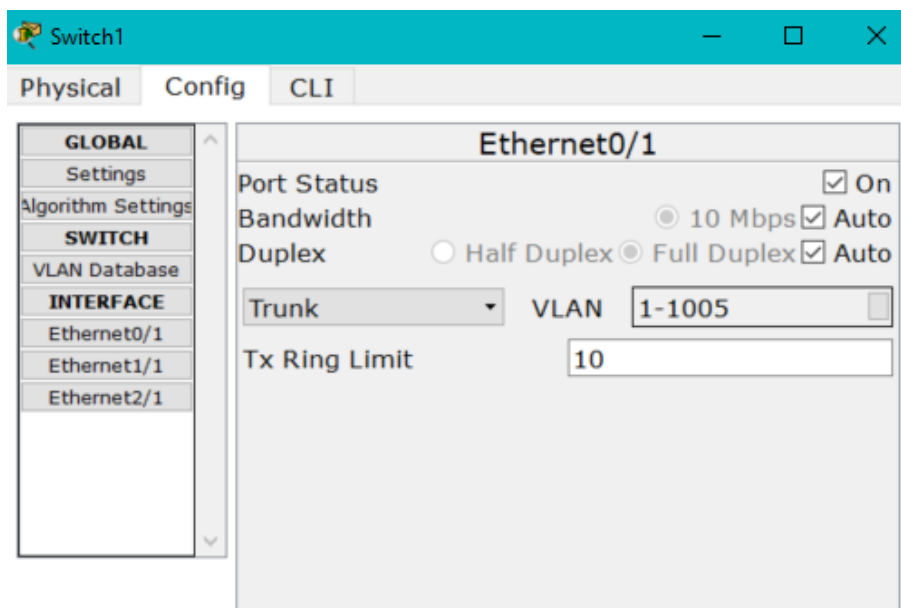 Switch1
Physical Config CLI
GLOBAL
Settings
Algorithm Settings
SWITCH
VLAN Database
INTERFACE
Ethernet0/1
Ethernet1/1
Ethernet2/1
Ethernet0/1
Port Status On
Bandwidth 10 Mbps Auto
Duplex Half Duplex Full Duplex Auto
Trunk VLAN 1-1005
Tx Ring Limit 10